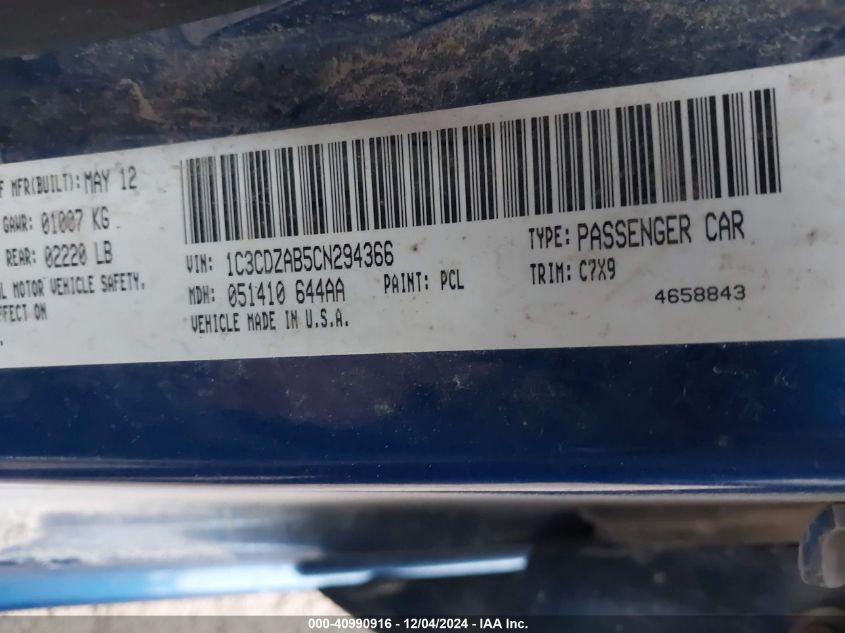 F MFR(BUILT): MAY 12
GAWR: 01007 KG
REAR: 02220 LB
L MOTOR VEHICLE SAFETY.
FFECT ON
VIN: 1C3CDZAB5CN294366
TYPE: PASSENGER CAR
MDH: 051410 644AA
PAINT: PCL
TRIM: C7X9
VEHICLE MADE IN U.S.A.
4658843
000-40990916 - 12/04/2024 - IAA Inc.